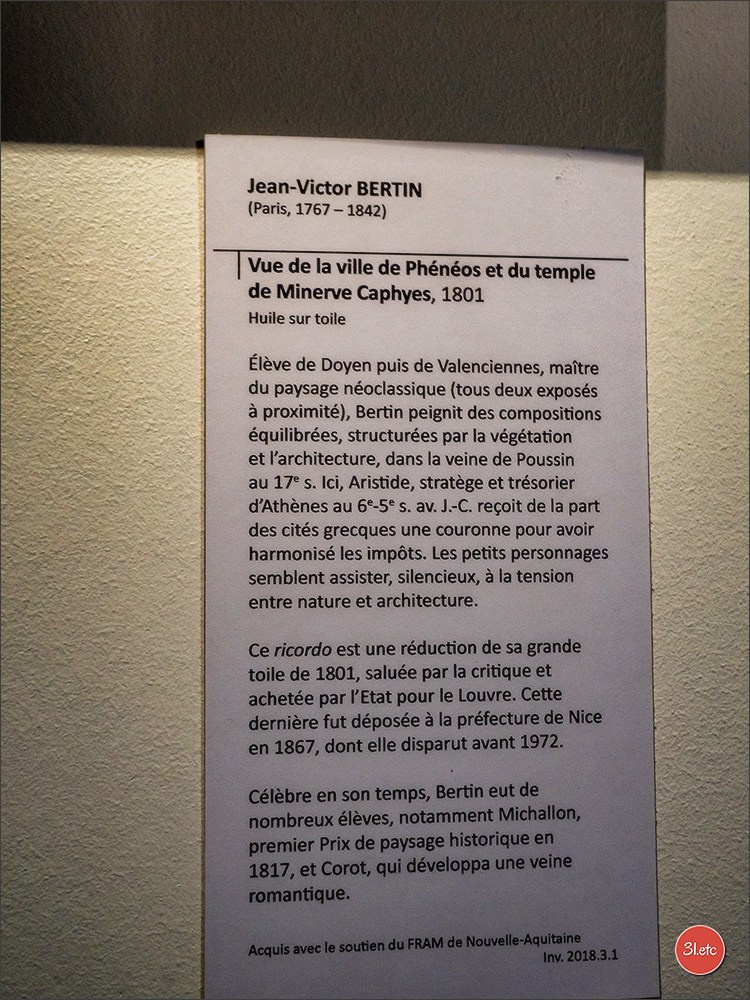 Jean-Victor BERTIN
(Paris, 1767 – 1842)
Vue de la ville de Phénéos et du temple
de Minerve Caphyes, 1801
Huile sur toile
Élève de Doyen puis de Valenciennes, maître
du paysage néoclassique (tous deux exposés
à proximité), Bertin peignit des compositions
équilibrées, structurées par la végétation
et l’architecture, dans la veine de Poussin
au 17e s. Ici, Aristide, stratège et trésorier
d’Athènes au 6e-5e s. av. J.-C. reçoit de la part
des cités grecques une couronne pour avoir
harmonisé les impôts. Les petits personnages
semblent assister, silencieux, à la tension
entre nature et architecture.
Ce ricordo est une réduction de sa grande
toile de 1801, saluée par la critique et
achetée par l’Etat pour le Louvre. Cette
dernière fut déposée à la préfecture de Nice
en 1867, dont elle disparut avant 1972.
Célèbre en son temps, Bertin eut de
nombreux élèves, notamment Michallon,
premier Prix de paysage historique en
1817, et Corot, qui développa une veine
romantique.
Acquis avec le soutien du FRAM de Nouvelle-Aquitaine
Inv. 2018.3.1
3l.etc